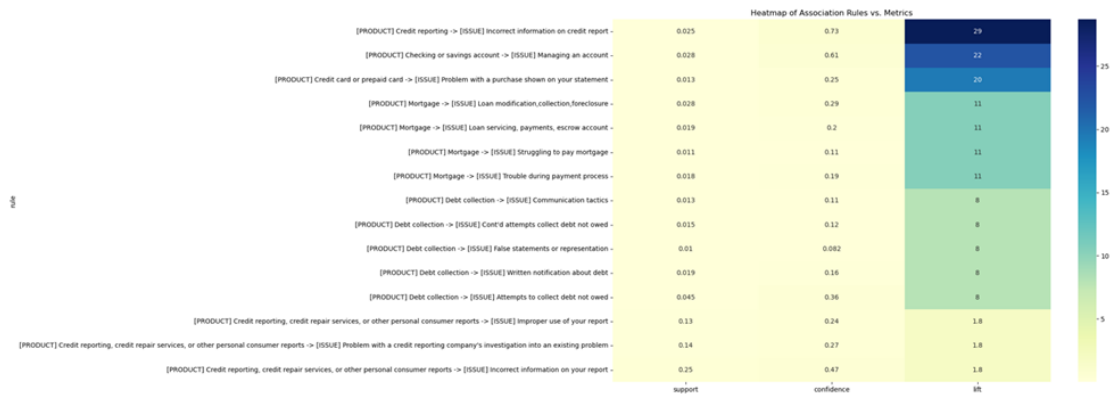 Heatmap of Association Rules vs. Metrics
[PRODUCT] Credit reporting -> [ISSUE] Incorrect information on credit report - 0.025 0.73 29
[PRODUCT] Checking or savings account -> [ISSUE] Managing an account - 0.028 0.61 22
[PRODUCT] Credit card or prepaid card -> [ISSUE] Problem with a purchase shown on your statement - 0.013 0.25 20
[PRODUCT] Mortgage -> [ISSUE] Loan modification,collection,foreclosure - 0.028 0.29 11
[PRODUCT] Mortgage -> [ISSUE] Loan servicing, payments, escrow account - 0.019 0.2 11
[PRODUCT] Mortgage -> [ISSUE] Struggling to pay mortgage - 0.011 0.11 11
[PRODUCT] Mortgage -> [ISSUE] Trouble during payment process - 0.018 0.19 11
[PRODUCT] Debt collection -> [ISSUE] Communication tactics - 0.013 0.11 8
[PRODUCT] Debt collection -> [ISSUE] Cont'd attempts collect debt not owed - 0.015 0.12 8
[PRODUCT] Debt collection -> [ISSUE] False statements or representation - 0.01 0.082 8
[PRODUCT] Debt collection -> [ISSUE] Written notification about debt - 0.019 0.16 8
[PRODUCT] Debt collection -> [ISSUE] Attempts to collect debt not owed - 0.045 0.36 8
[PRODUCT] Credit reporting, credit repair services, or other personal consumer reports -> [ISSUE] Improper use of your report - 0.13 0.24 1.8
[PRODUCT] Credit reporting, credit repair services, or other personal consumer reports -> [ISSUE] Problem with a credit reporting company's investigation into an existing problem - 0.14 0.27 1.8
[PRODUCT] Credit reporting, credit repair services, or other personal consumer reports -> [ISSUE] Incorrect information on your report - 0.25 0.47 1.8
support confidence lift
rule
- 25
- 20
- 15
- 10
- 5